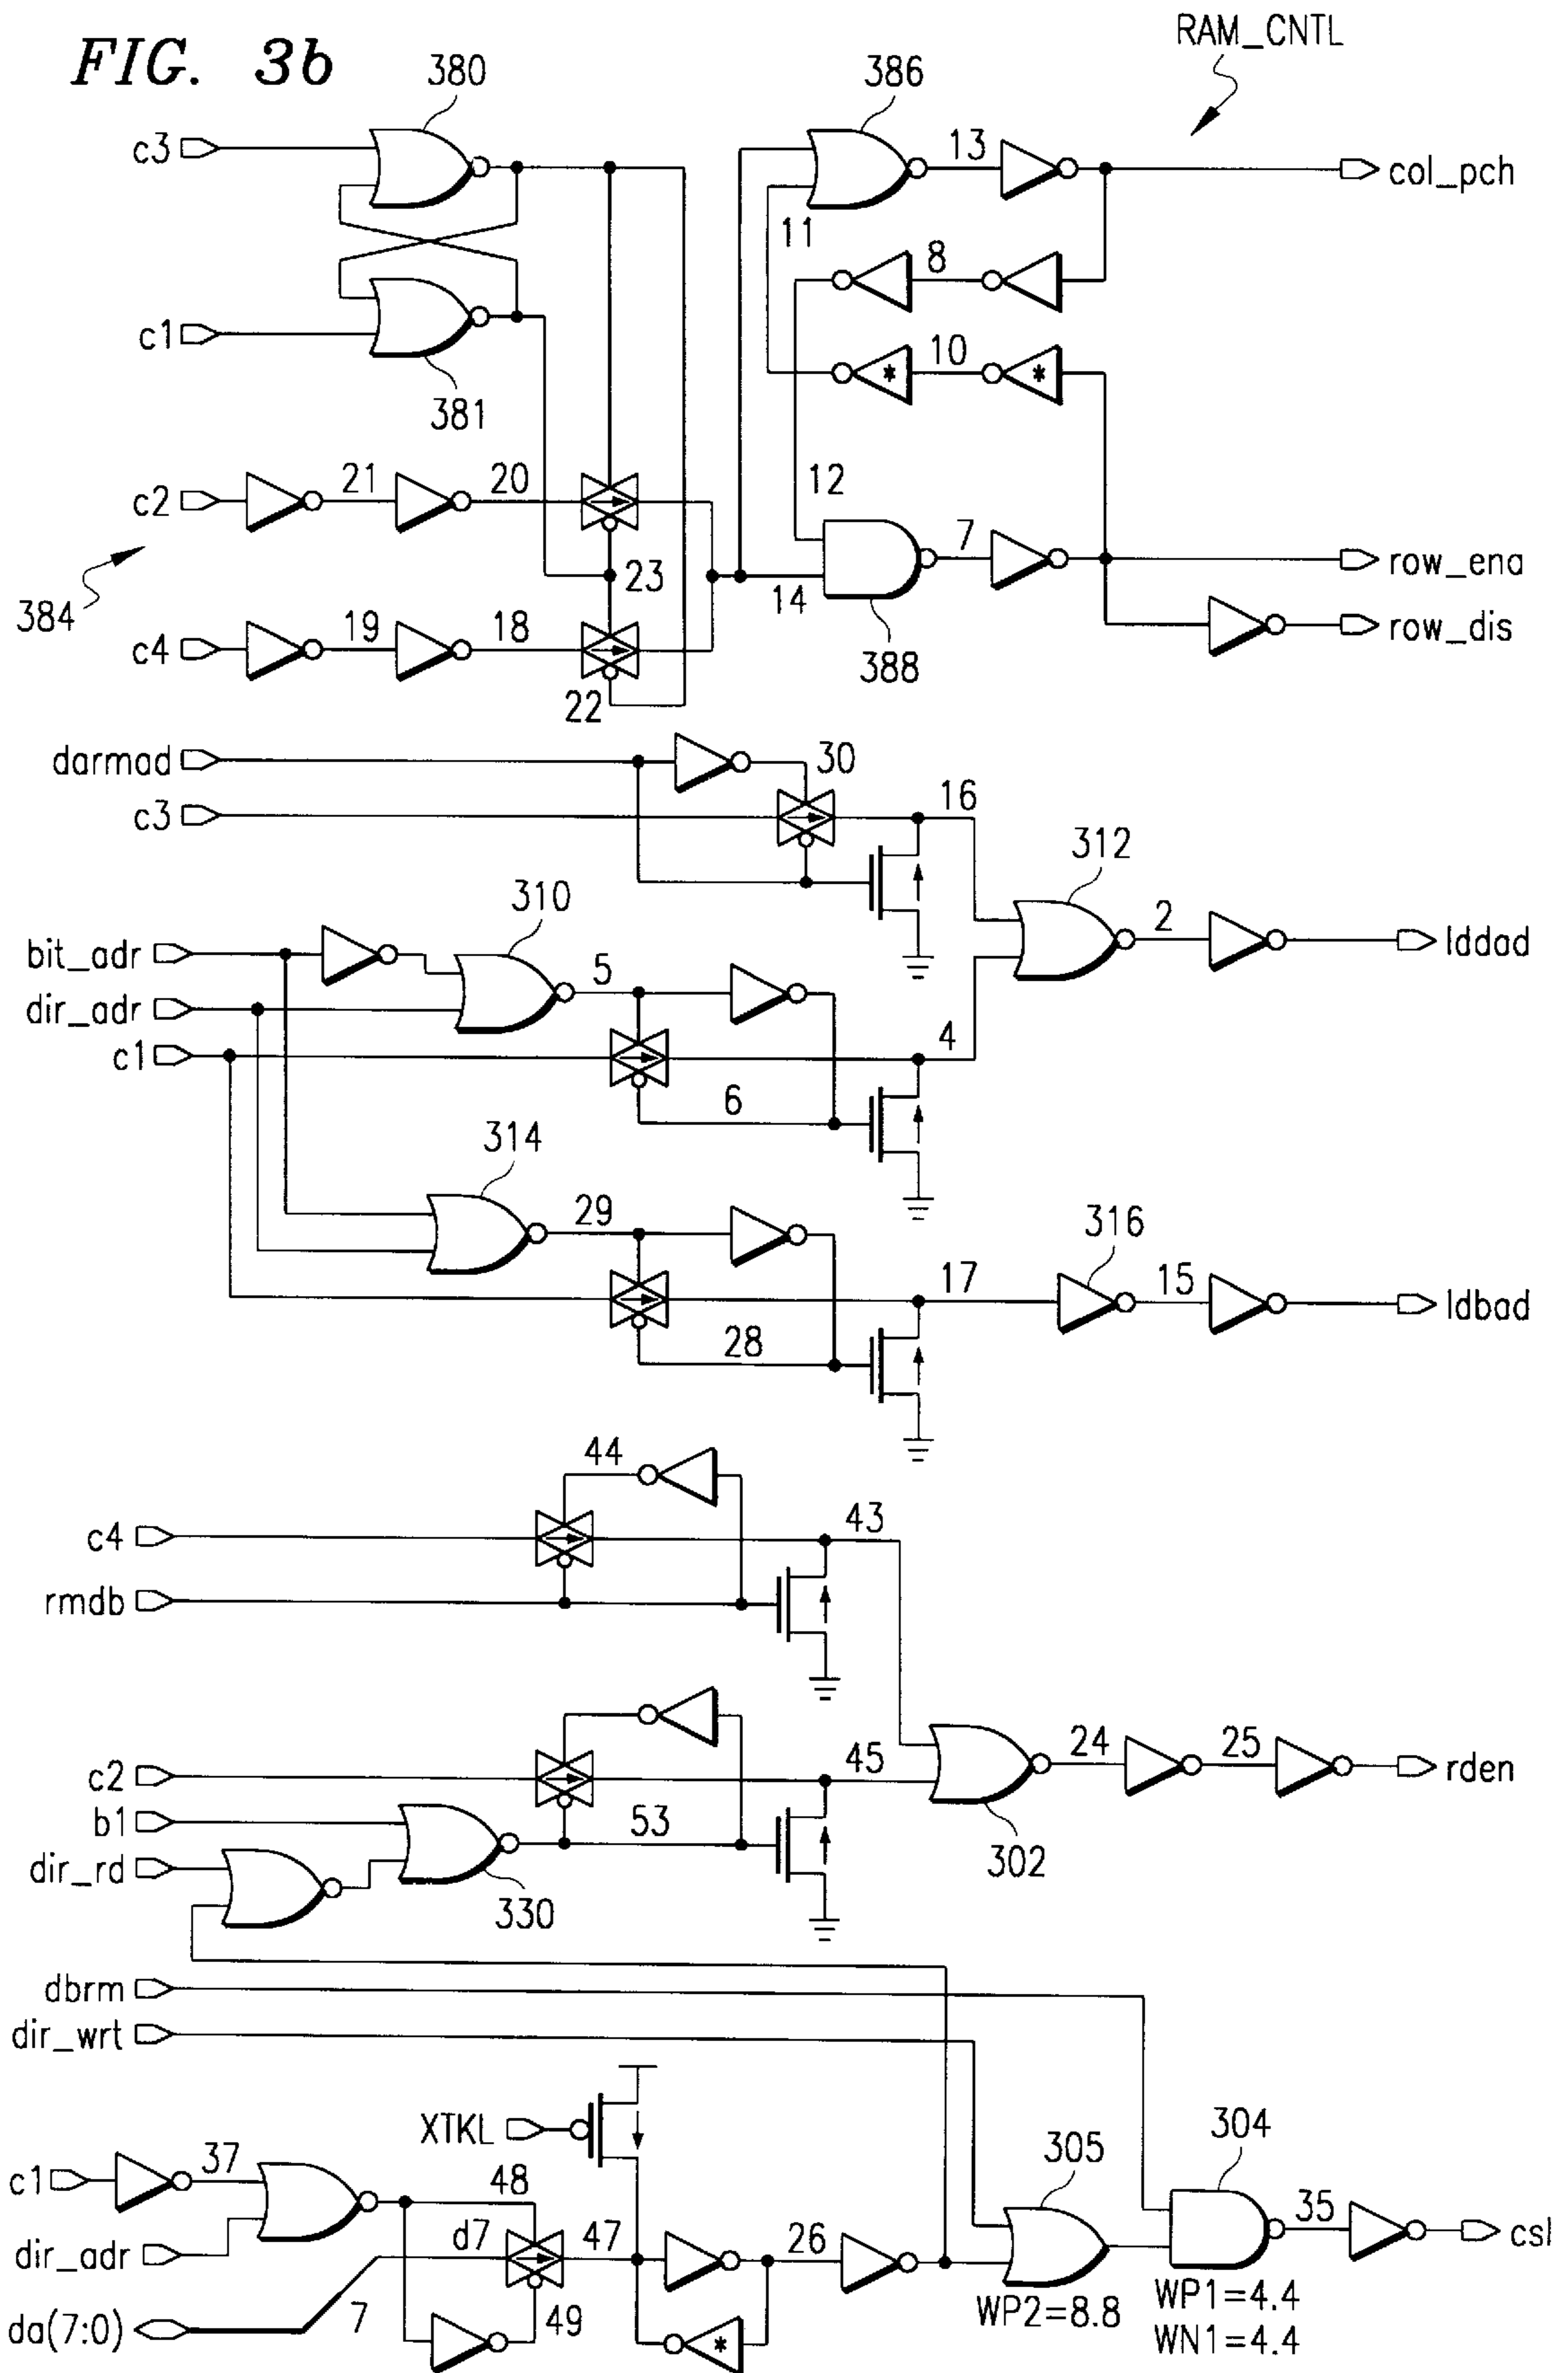 FIG. 3b
RAM_CNTL
380
386
c3
13
col_pch
11
8
c1
10
381
c2
21
20
12
7
row_ena
384
23
14
row_dis
c4
19
18
388
22
darmad
30
c3
16
312
310
bit_adr
5
2
lddad
dir_adr
c1
4
6
314
29
316
17
15
ldbad
28
44
c4
43
rmdb
c2
45
24
25
rden
b1
53
302
dir_rd
330
dbrm
dir_wrt
XTKL
305
304
c1
37
48
35
csl
dir_adr
d7
47
26
WP2=8.8
WP1=4.4
da(7:0)
7
49
*
WN1=4.4
*
*